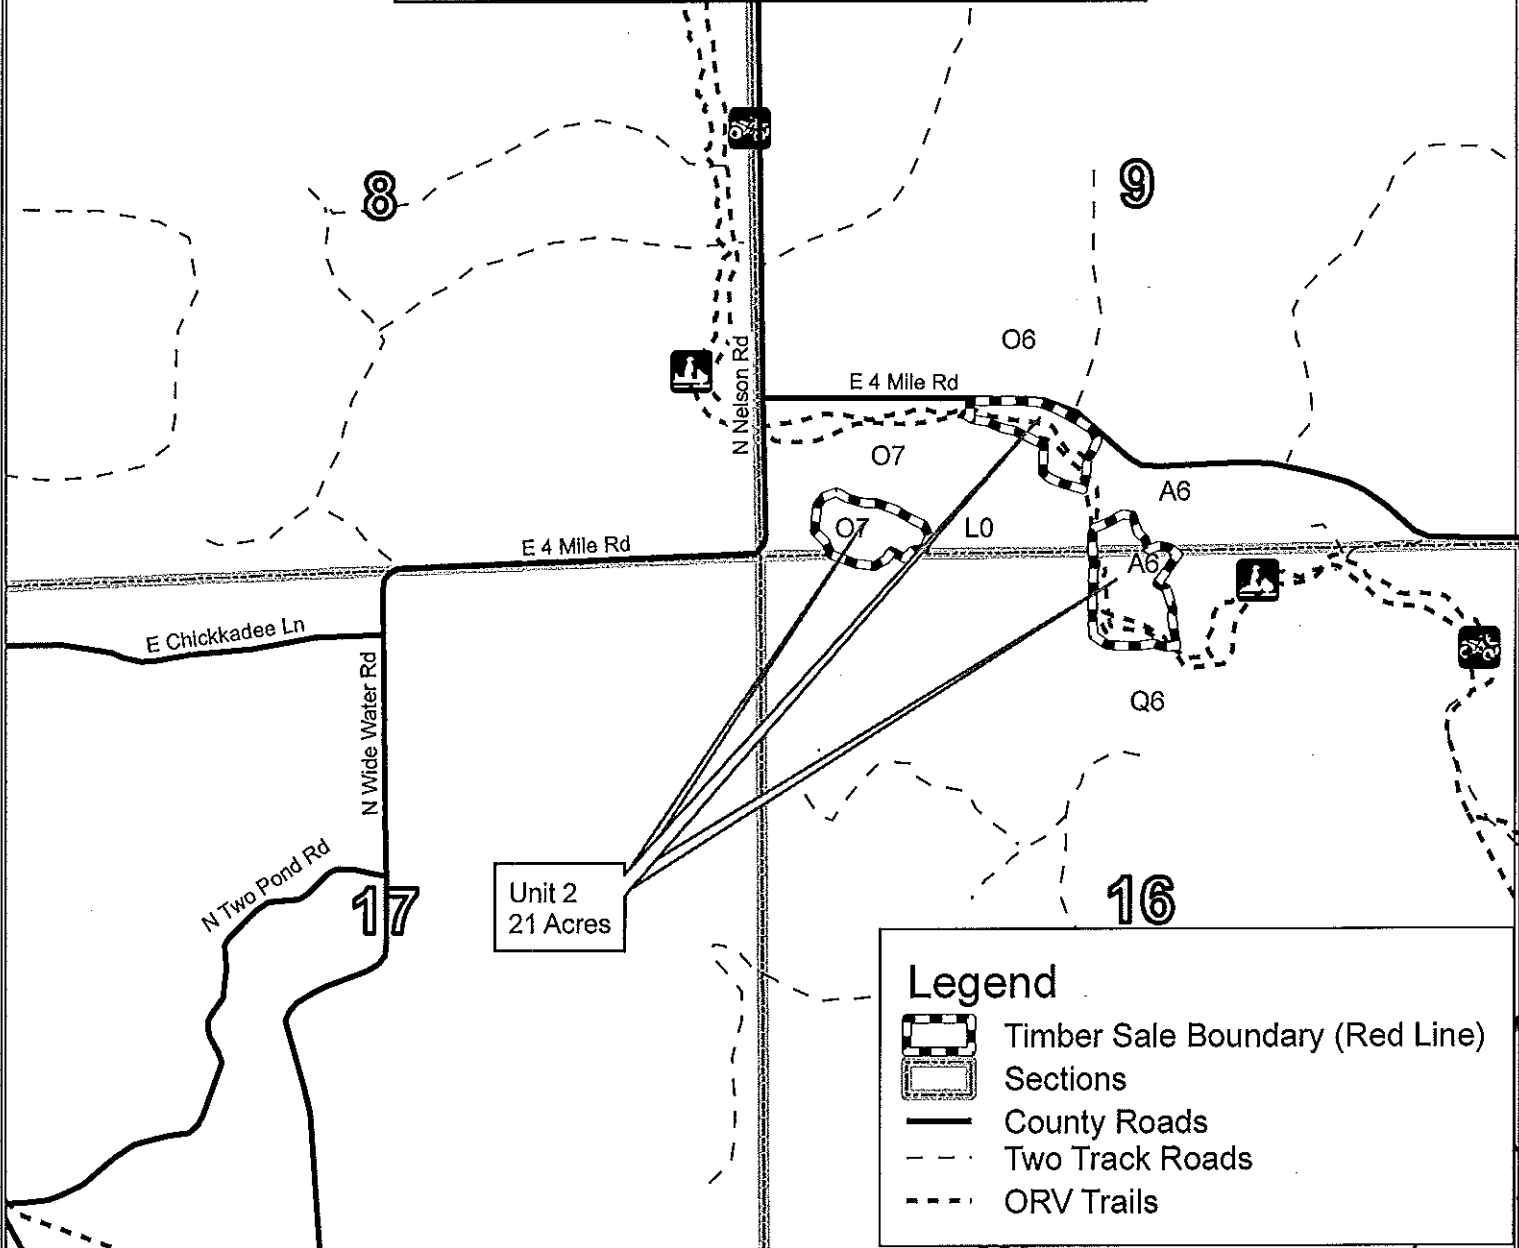 8
9
O6
E 4 Mile Rd
N Nelson Rd
O7
A6
O7
L0
E 4 Mile Rd
A6
E Chickkadee Ln
N Wide Water Rd
Q6
N Two Pond Rd
17
Unit 2
21 Acres
16
Legend
Timber Sale Boundary (Red Line)
Sections
County Roads
Two Track Roads
ORV Trails